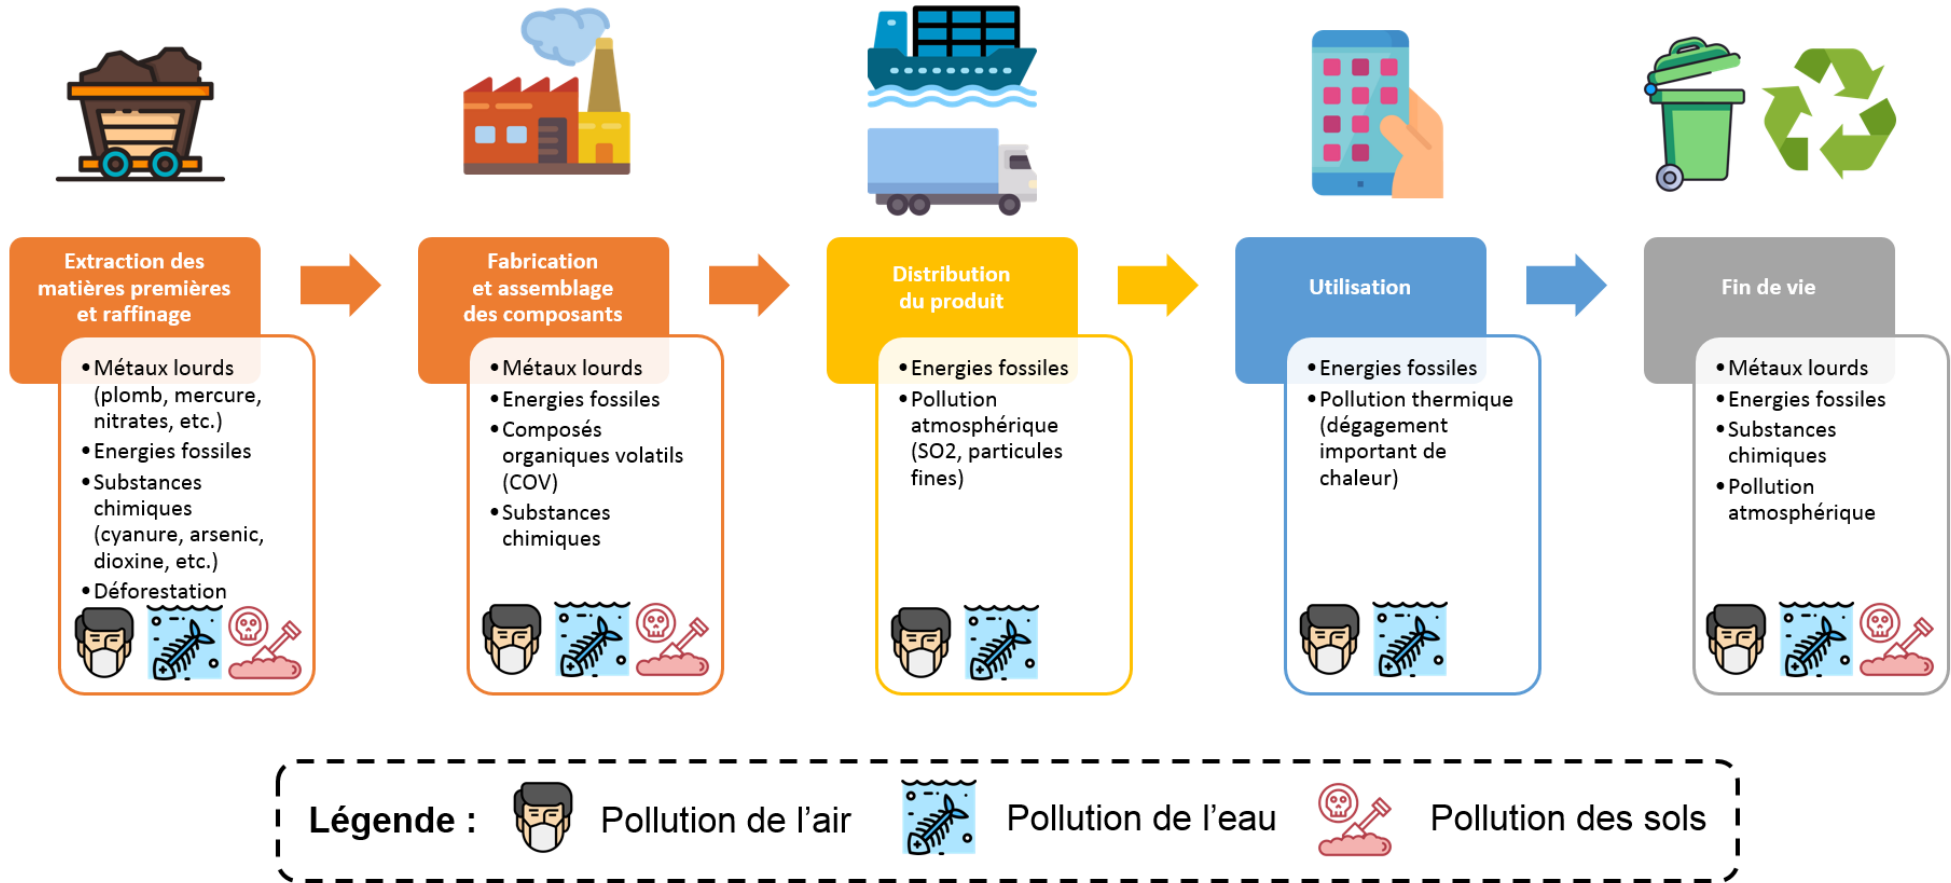 Extraction des
matières premières
et raffinage
• Métaux lourds
(plomb, mercure,
nitrates, etc.)
• Energies fossiles
• Substances
chimiques
(cyanure, arsenic,
dioxine, etc.)
• Déforestation
Fabrication
et assemblage
des composants
• Métaux lourds
• Energies fossiles
• Composés
organiques volatils
(COV)
• Substances
chimiques
Distribution
du produit
• Energies fossiles
• Pollution
atmosphérique
(SO2, particules
fines)
Utilisation
• Energies fossiles
• Pollution thermique
(dégagement
important de
chaleur)
Fin de vie
• Métaux lourds
• Energies fossiles
• Substances
chimiques
• Pollution
atmosphérique
Légende :
Pollution de l’air
Pollution de l’eau
Pollution des sols